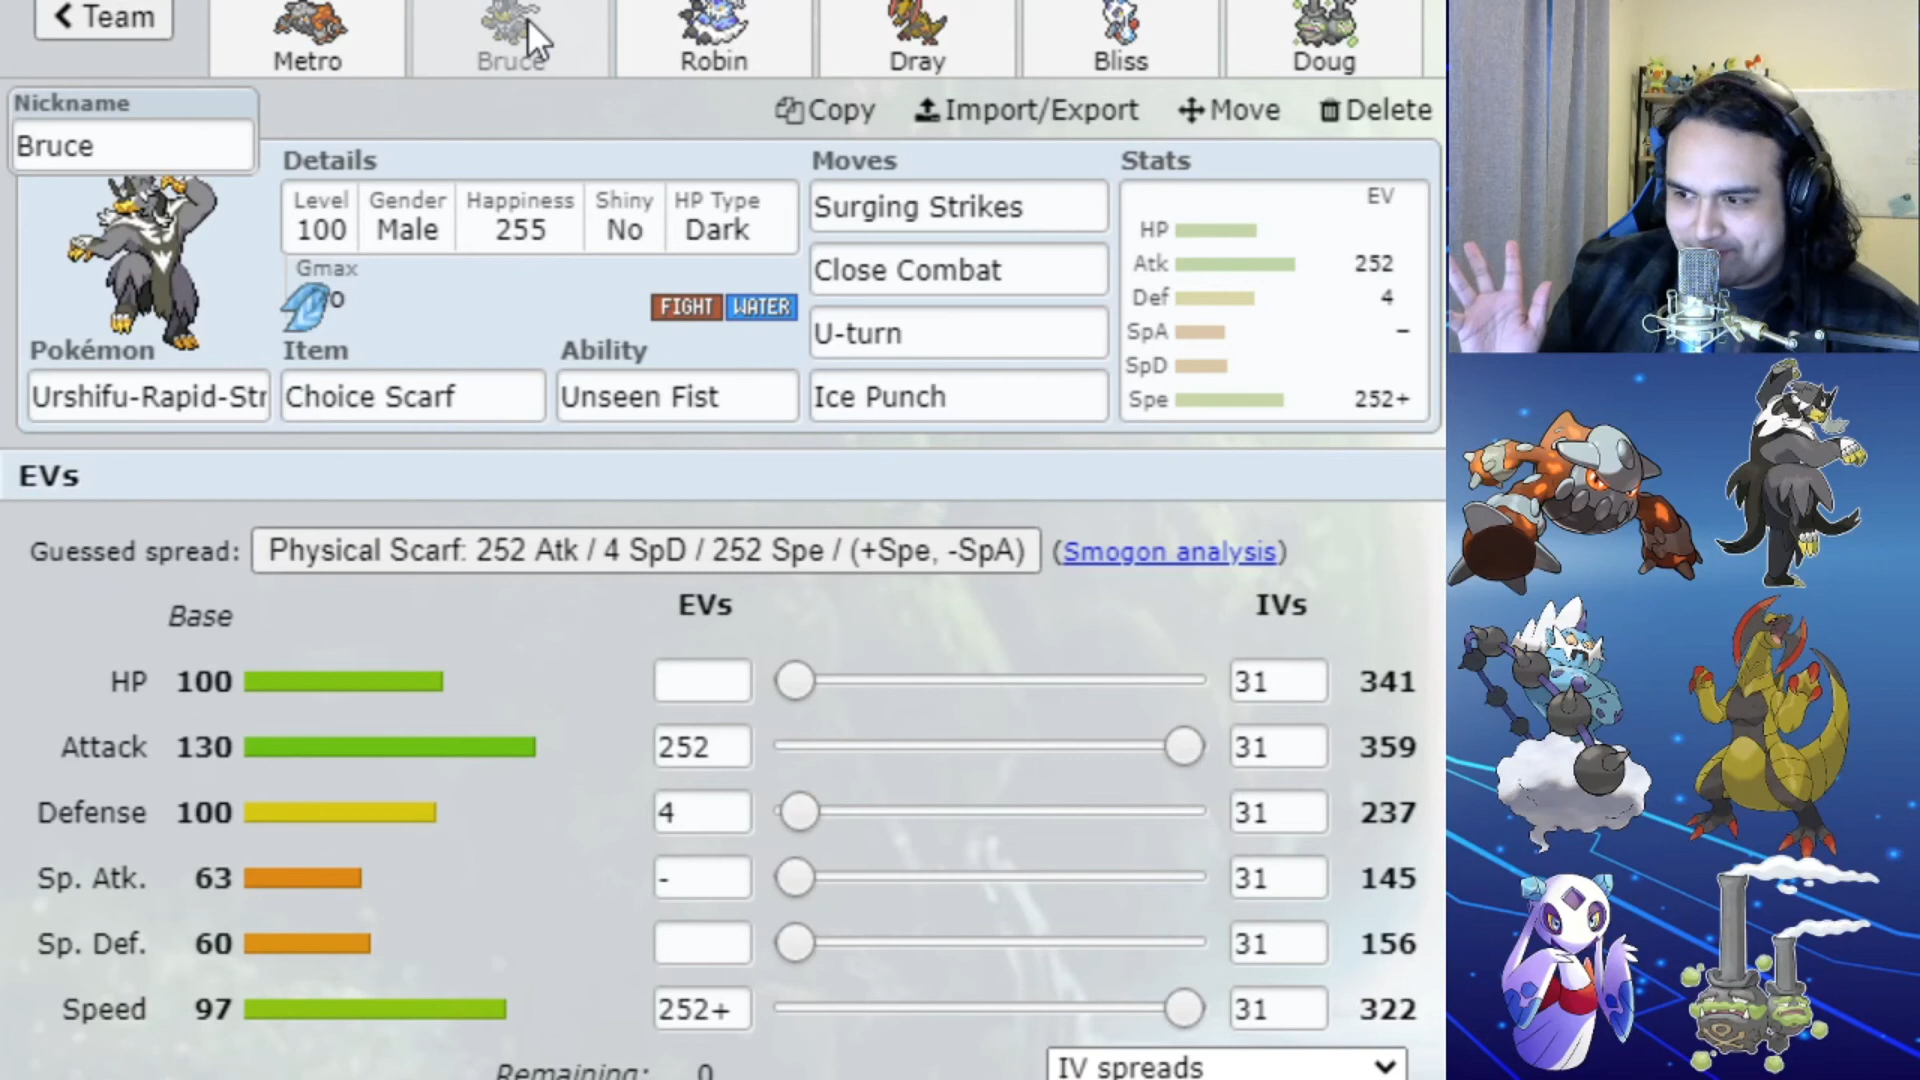 Team
Metro
Bruce
Robin
Dray
Bliss
Doug
Nickname
Bruce
Copy
Import/Export
Move
Delete
Details
Moves
Stats
Level
Gender
Happiness
Shiny
HP Type
100
Male
255
No
Dark
Gmax
FIGHT
WATER
Surging Strikes
Close Combat
U-turn
Ice Punch
EV
HP
Atk 252
Def 4
SpA –
SpD
Spe 252+
Pokémon
Item
Ability
Urshifu-Rapid-Str
Choice Scarf
Unseen Fist
EVs
Guessed spread: Physical Scarf: 252 Atk / 4 SpD / 252 Spe / (+Spe, -SpA) (Smogon analysis)
Base EVs IVs
HP 100 31 341
Attack 130 252 31 359
Defense 100 4 31 237
Sp. Atk. 63 - 31 145
Sp. Def. 60 31 156
Speed 97 252+ 31 322
Remaining: 0
IV spreads